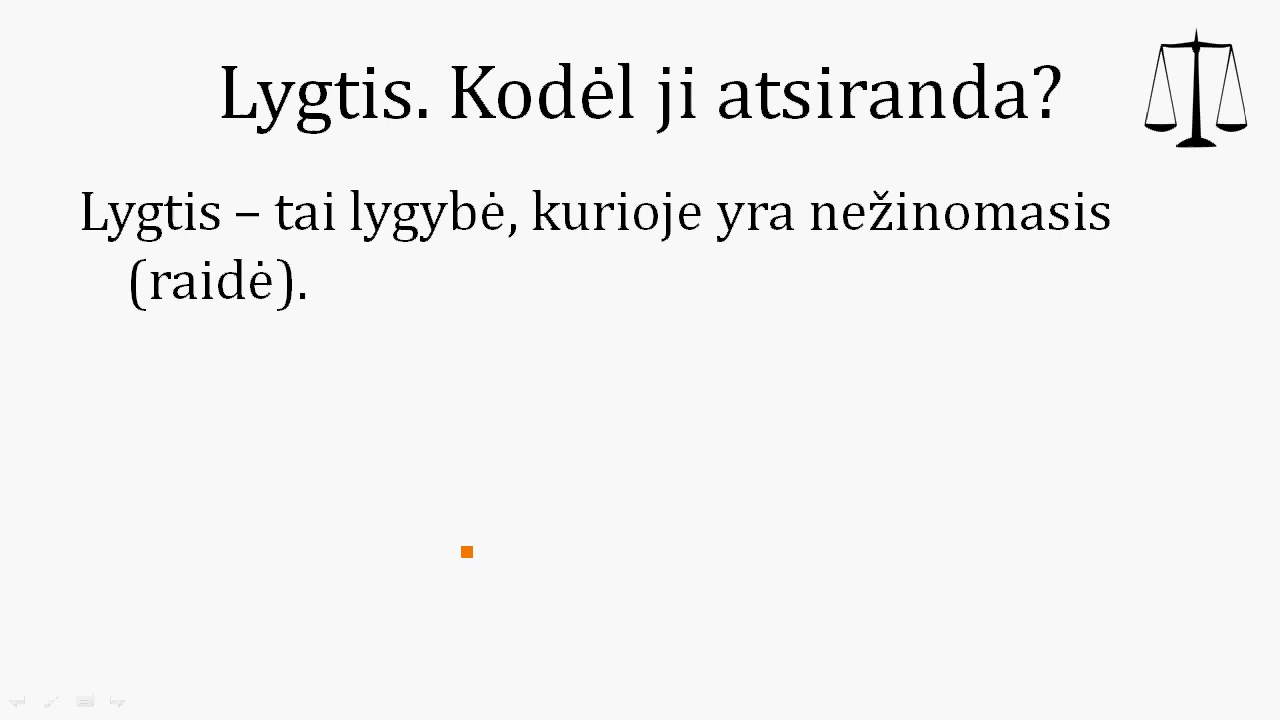 Lygtis. Kodėl ji atsiranda?
Lygtis – tai lygybė, kurioje yra nežinomasis
(raidė).